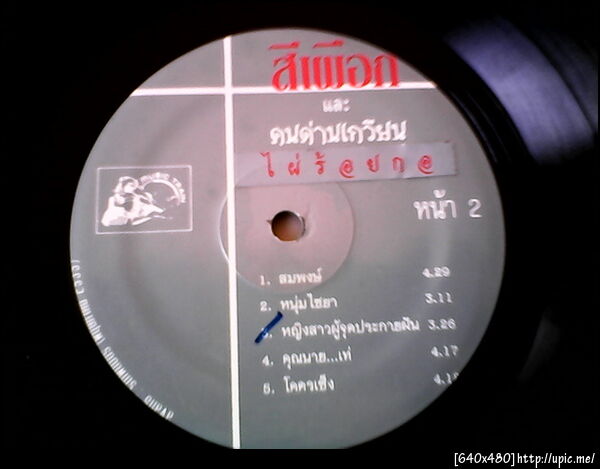 สีเผือก
และ
คนด่านเกวียน
ไผ่ร้อยกอ
MUSIC TRAIN
หน้า 2
1. สมพงษ์ 4.29
2. หนุ่มไชยา 3.11
3. หญิงสาวผู้จุดประกายฝัน 3.26
4. คุณนาย...เท่ 4.17
5. โคตรเซ็ง
[640x480]http://upic.me/